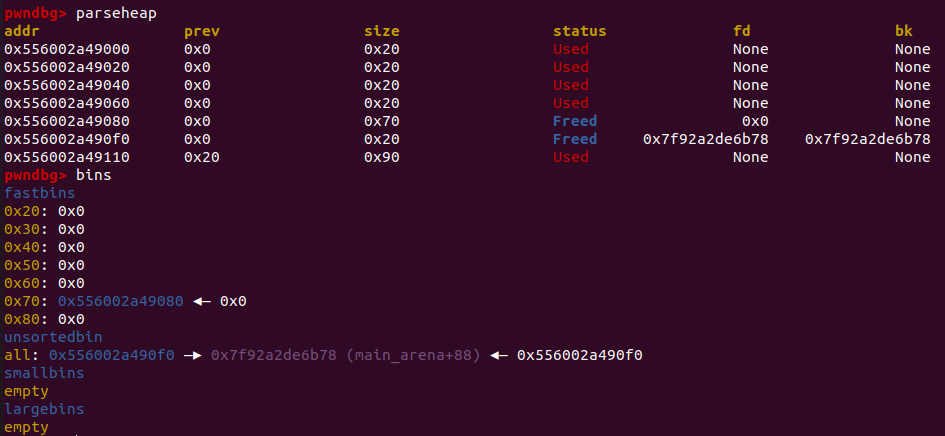 pwndbg> parseheap
addr prev size status fd bk
0x556002a49000 0x0 0x20 Used None None
0x556002a49020 0x0 0x20 Used None None
0x556002a49040 0x0 0x20 Used None None
0x556002a49060 0x0 0x20 Used None None
0x556002a49080 0x0 0x70 Freed 0x0 None
0x556002a490f0 0x0 0x20 Freed 0x7f92a2de6b78 0x7f92a2de6b78
0x556002a49110 0x20 0x90 Used None None
pwndbg> bins
fastbins
0x20: 0x0
0x30: 0x0
0x40: 0x0
0x50: 0x0
0x60: 0x0
0x70: 0x556002a49080 ◂— 0x0
0x80: 0x0
unsortedbin
all: 0x556002a490f0 —▸ 0x7f92a2de6b78 (main_arena+88) ◂— 0x556002a490f0
smallbins
empty
largebins
empty